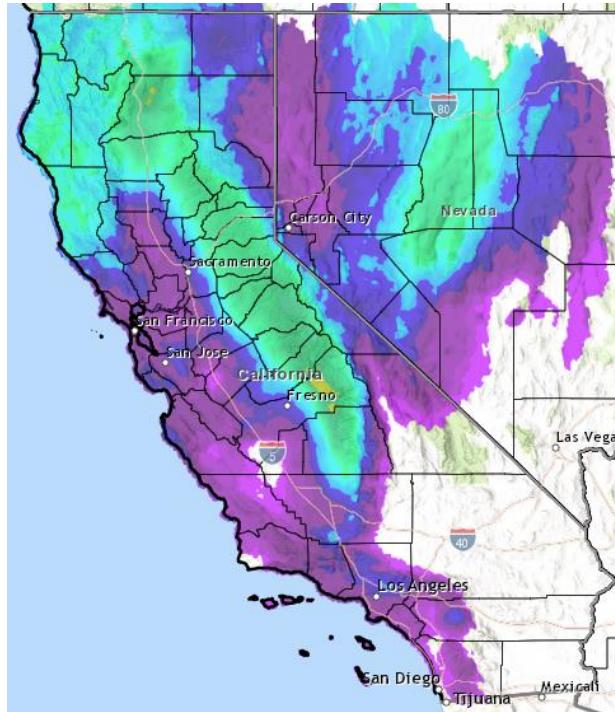 80
Nevada
Carson City
Sacramento
San Francisco
San Jose
California
Fresno
5
Las Vega
40
Los Angeles
San Diego
Tijuana
Mexicali